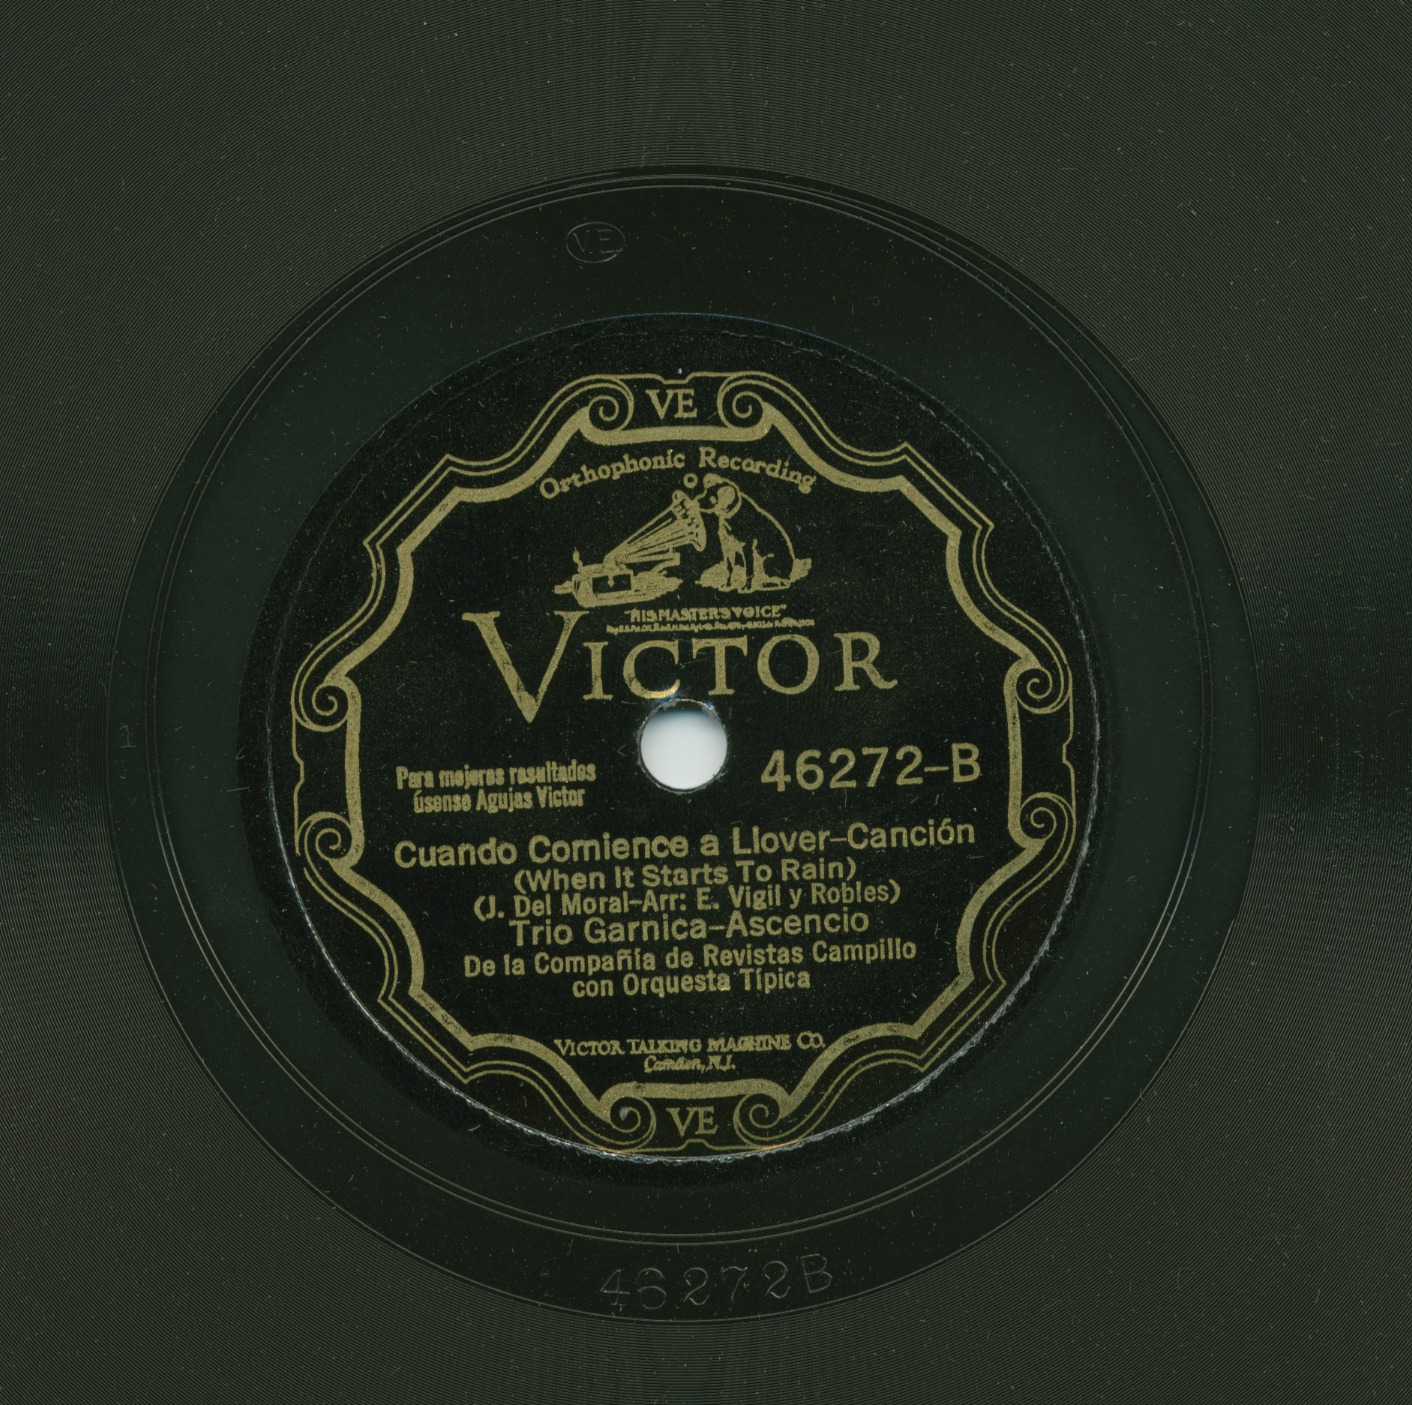 VE
VE
Orthophonic Recording
"HIS MASTER'S VOICE"
VICTOR
Para mejores resultados
úsense Agujas Victor
46272-B
1
Cuando Comience a Llover-Canción
(When It Starts To Rain)
(J. Del Moral-Arr: E. Vigil y Robles)
Trio Garnica-Ascencio
De la Compañía de Revistas Campillo
con Orquesta Típica
VICTOR TALKING MACHINE CO.
Camden, N.J.
VE
46272B